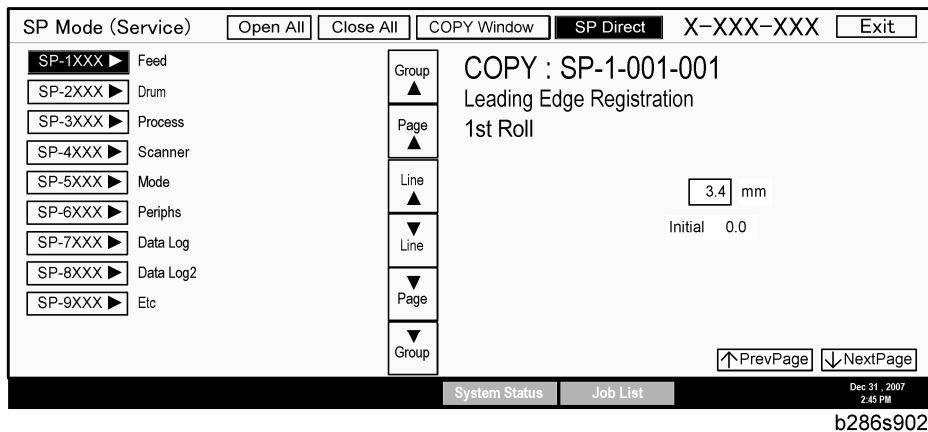 SP Mode (Service) Open All Close All COPY Window SP Direct X-XXX-XXX Exit
SP-1XXX ▶ Feed
SP-2XXX ▶ Drum
SP-3XXX ▶ Process
SP-4XXX ▶ Scanner
SP-5XXX ▶ Mode
SP-6XXX ▶ Periphs
SP-7XXX ▶ Data Log
SP-8XXX ▶ Data Log2
SP-9XXX ▶ Etc
Group
▲
Page
▲
Line
▲
▼
Line
▼
Page
▼
Group
COPY : SP-1-001-001
Leading Edge Registration
1st Roll
3.4 mm
Initial 0.0
↑PrevPage ↓NextPage
System Status Job List
Dec 31 , 2007
2:45 PM
b286s902